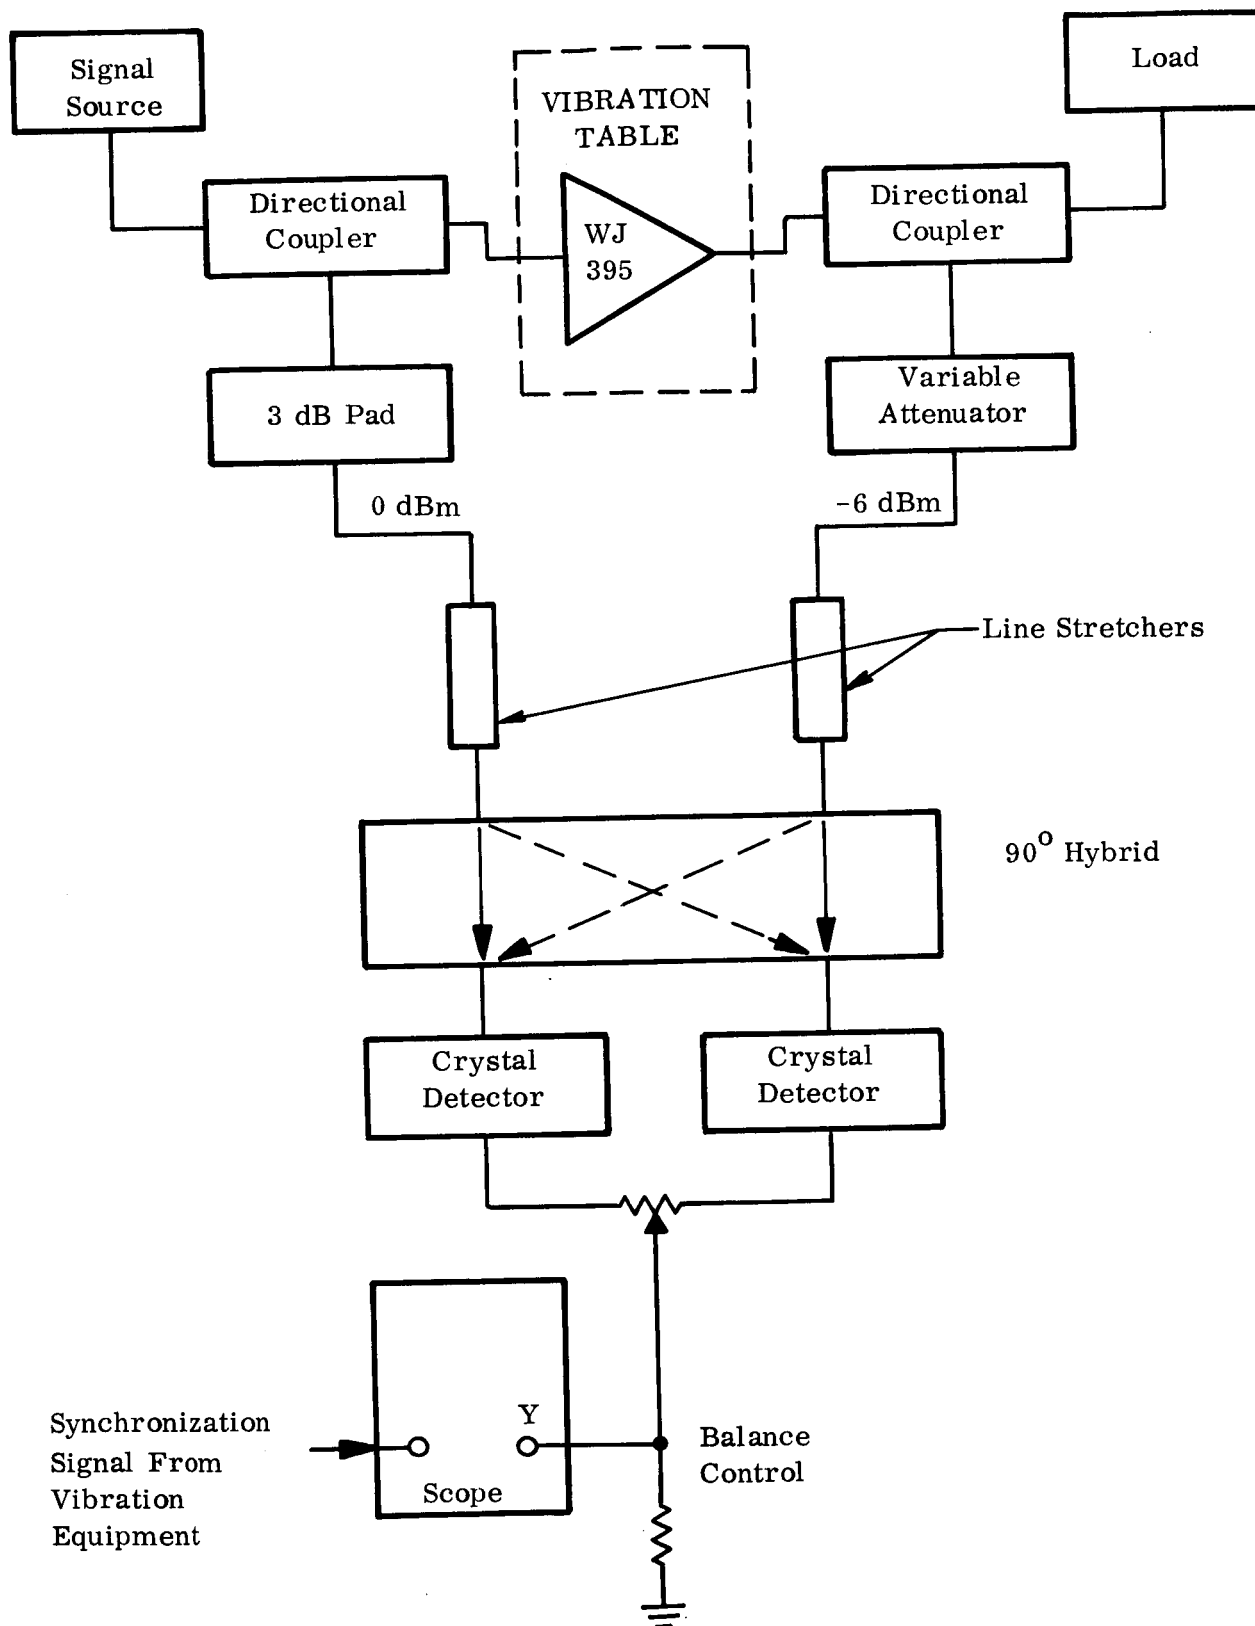 Signal
Source
VIBRATION
TABLE
Load
Directional
Coupler
WJ
395
Directional
Coupler
3 dB Pad
Variable
Attenuator
0 dBm
-6 dBm
Line Stretchers
90° Hybrid
Crystal
Detector
Crystal
Detector
Synchronization
Signal From
Vibration
Equipment
Y
Scope
Balance
Control